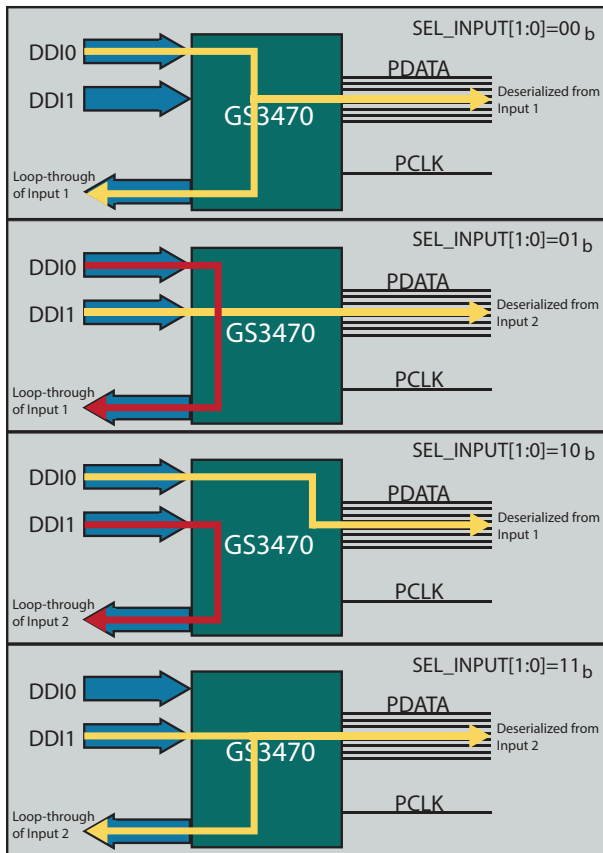 SEL_INPUT[1:0]=00b
DDI0
PDATA
DDI1
Deserialized from
Input 1
GS3470
Loop-through
of Input 1
PCLK
SEL_INPUT[1:0]=01b
DDI0
PDATA
DDI1
Deserialized from
Input 2
GS3470
Loop-through
of Input 1
PCLK
SEL_INPUT[1:0]=10b
DDI0
PDATA
DDI1
Deserialized from
Input 1
GS3470
Loop-through
of Input 2
PCLK
SEL_INPUT[1:0]=11b
DDI0
PDATA
DDI1
Deserialized from
Input 2
GS3470
Loop-through
of Input 2
PCLK